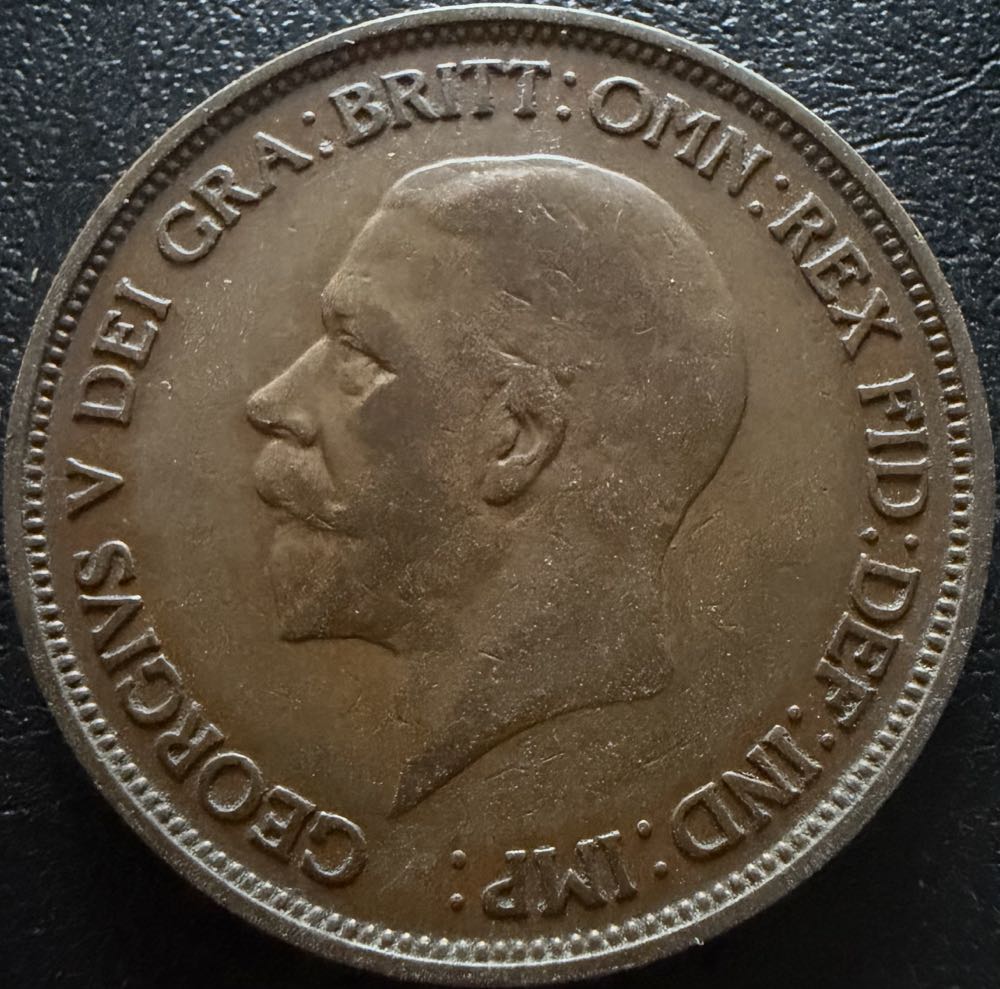 GEORGIVS V DEI GRA: BRITT: OMN: REX FID: DEF: IND: IMP: